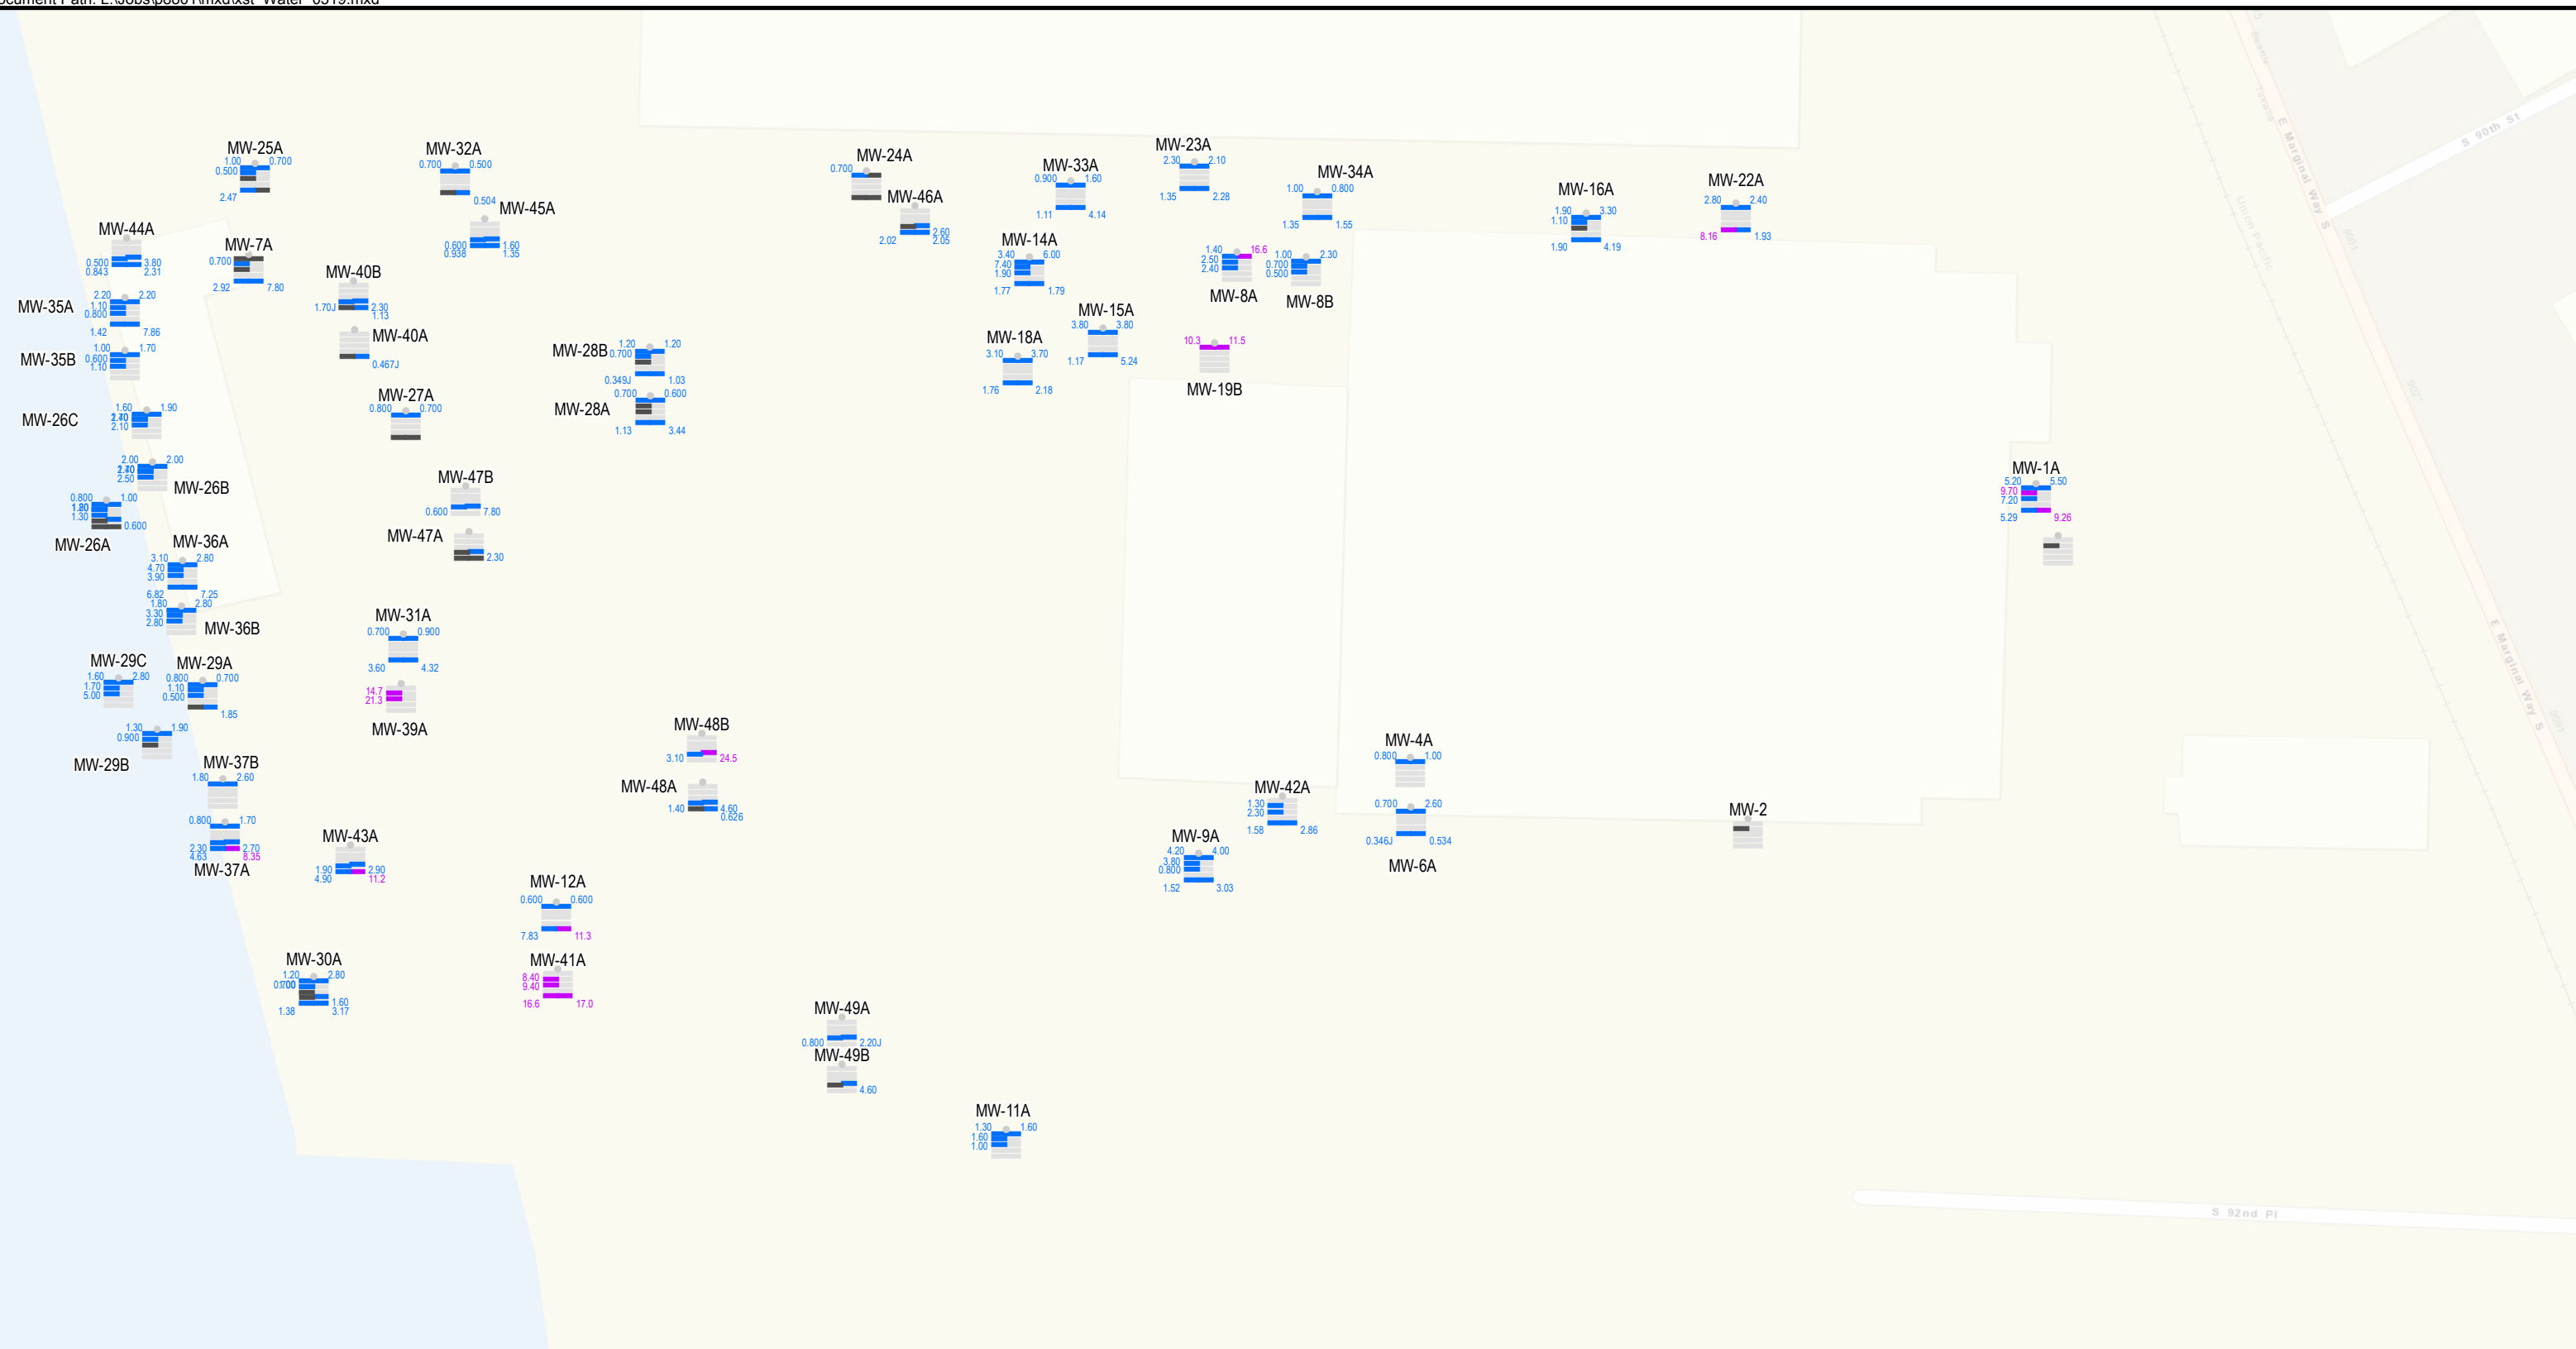 ocument Path: L:\Jobs\p8801\mxd\xst_Water_0319.mxd
MW-25A
1.00 0.700
0.500
2.47
MW-32A
0.700 0.500
0.504
MW-45A
0.600 1.60
0.938 1.35
MW-24A
0.700
MW-46A
2.60
2.02 2.05
MW-33A
0.900 1.60
1.11 4.14
MW-23A
2.30 2.10
1.35 2.28
MW-34A
1.00 0.800
1.35 1.55
MW-16A
1.90 3.30
1.10
1.90 4.19
MW-22A
2.80 2.40
8.16 1.93
MW-44A
0.500 3.80
0.843 2.31
MW-7A
0.700
2.92 7.80
MW-40B
1.70J 2.30
1.13
MW-40A
0.467J
MW-14A
3.40 6.00
7.40
1.90
1.77 1.79
MW-8A
1.40 16.6
2.50
2.40
MW-8B
1.00 2.30
0.700
0.500
MW-35A
2.20 2.20
1.10
0.800
1.42 7.86
MW-35B
1.00 1.70
0.600
1.10
MW-28B
1.20 1.20
0.700
0.349J 1.03
MW-28A
0.700 0.600
1.13 3.44
MW-15A
3.80 3.80
1.17 5.24
MW-18A
3.10 3.70
1.76 2.18
10.3 11.5
MW-19B
MW-27A
0.800 0.700
MW-26C
1.60 1.90
2.10
2.00 2.00
2.50
MW-26B
0.800 1.00
1.30
0.600
MW-26A
MW-47B
0.600 7.80
MW-47A
2.30
MW-1A
5.20 5.50
9.70
7.20
5.29 9.26
MW-36A
3.10 2.80
4.70
3.90
6.82 7.25
1.80 2.80
3.30
2.80
MW-36B
MW-31A
0.700 0.900
3.60 4.32
14.7
21.3
MW-39A
MW-29C
1.60 2.80
1.70
5.00
MW-29A
0.800 0.700
1.10
0.500
1.85
1.30 1.90
0.900
MW-29B
MW-37B
1.80 2.60
0.800 1.70
2.30 2.70
4.63 8.35
MW-37A
MW-43A
1.90 2.90
4.90 11.2
MW-48B
3.10 24.5
MW-48A
1.40 4.60
0.626
MW-4A
0.800 1.00
0.700 2.60
0.346J 0.534
MW-6A
MW-42A
1.30
2.30
1.58 2.86
MW-9A
4.20 4.00
3.80
0.800
1.52 3.03
MW-2
MW-12A
0.600 0.600
7.83 11.3
MW-41A
8.40
9.40
16.6 17.0
MW-30A
1.20 2.80
1.60
1.38 3.17
MW-49A
0.800 2.20J
MW-49B
4.60
MW-11A
1.30 1.60
1.60
1.00
S 90th St
E Marginal Way S
E Marginal Way S
Union Pacific
Seattle
Tukwila
S 92nd Pl